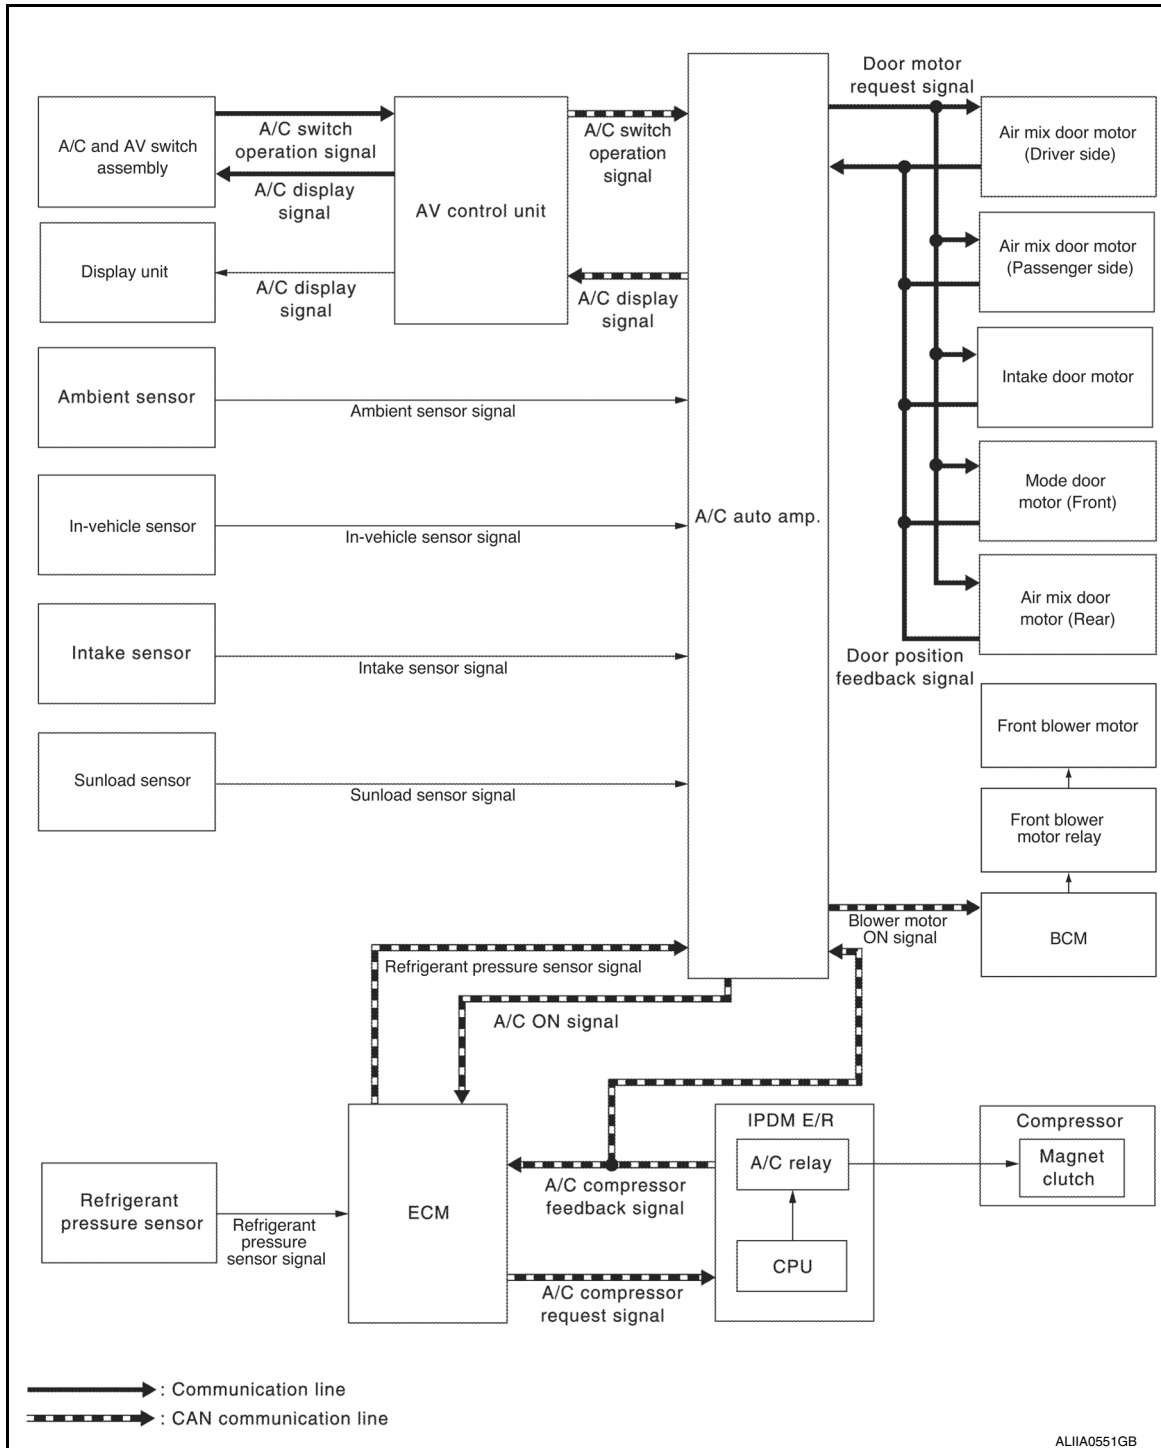 Door motor
request signal
A/C and AV switch
assembly
A/C switch
operation signal
A/C display
signal
AV control unit
A/C switch
operation
signal
Air mix door motor
(Driver side)
Display unit
A/C display
signal
A/C display
signal
Air mix door motor
(Passenger side)
Intake door motor
Ambient sensor
Ambient sensor signal
Mode door
motor (Front)
In-vehicle sensor
In-vehicle sensor signal
A/C auto amp.
Air mix door
motor (Rear)
Intake sensor
Intake sensor signal
Door position
feedback signal
Front blower motor
Sunload sensor
Sunload sensor signal
Front blower
motor relay
Blower motor
ON signal
BCM
Refrigerant pressure sensor signal
A/C ON signal
IPDM E/R
A/C relay
CPU
Compressor
Magnet
clutch
Refrigerant
pressure sensor
Refrigerant
pressure
sensor signal
ECM
A/C compressor
feedback signal
A/C compressor
request signal
: Communication line
: CAN communication line
ALIIA0551GB